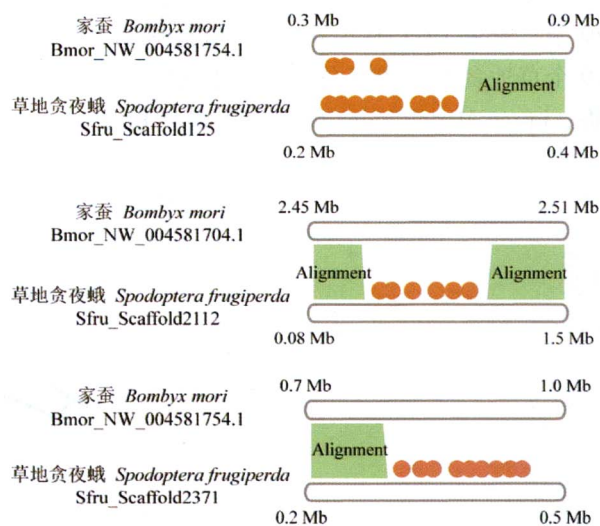 0.3 Mb 0.9 Mb
家蚕 Bombyx mori
Bmor_NW_004581754.1
Alignment
草地贪夜蛾 Spodoptera frugiperda
Sfru_Scaffold125
0.2 Mb 0.4 Mb
2.45 Mb 2.51 Mb
家蚕 Bombyx mori
Bmor_NW_004581704.1
Alignment Alignment
草地贪夜蛾 Spodoptera frugiperda
Sfru_Scaffold2112
0.08 Mb 1.5 Mb
0.7 Mb 1.0 Mb
家蚕 Bombyx mori
Bmor_NW_004581754.1
Alignment
草地贪夜蛾 Spodoptera frugiperda
Sfru_Scaffold2371
0.2 Mb 0.5 Mb